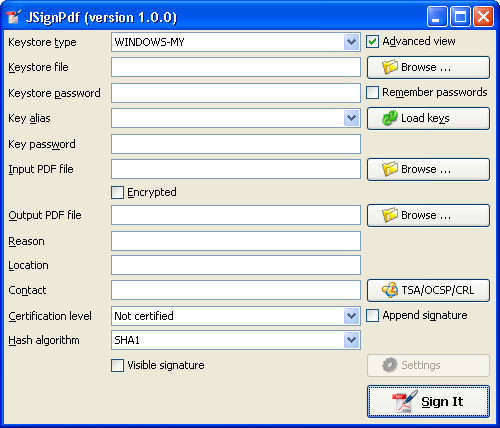 JSignPdf (version 1.0.0)
Keystore type WINDOWS-MY Advanced view
Keystore file Browse ...
Keystore password Remember passwords
Key alias Load keys
Key password
Input PDF file Browse ...
Encrypted
Output PDF file Browse ...
Reason
Location
Contact TSA/OCSP/CRL
Certification level Not certified Append signature
Hash algorithm SHA1
Visible signature Settings
Sign It